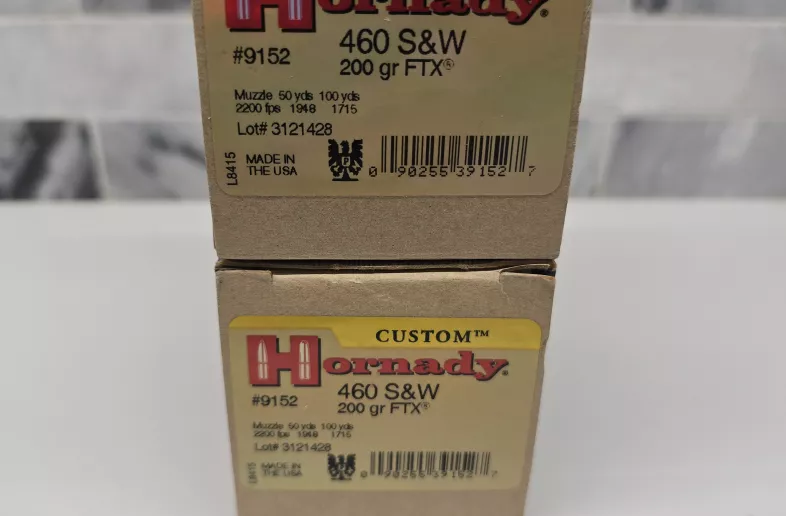 Hornady.
460 S&W
#9152
200 gr FTX®
Muzzle 50 yds 100 yds
2200 fps 1948 1715
Lot# 3121428
L8415
MADE IN
THE USA
0 90255 39152 7
CUSTOM™
Hornady.
460 S&W
#9152
200 gr FTX®
Muzzle 50 yds 100 yds
2200 fps 1948 1715
Lot# 3121428
L8415
MADE IN
THE USA
0 90255 39152 7